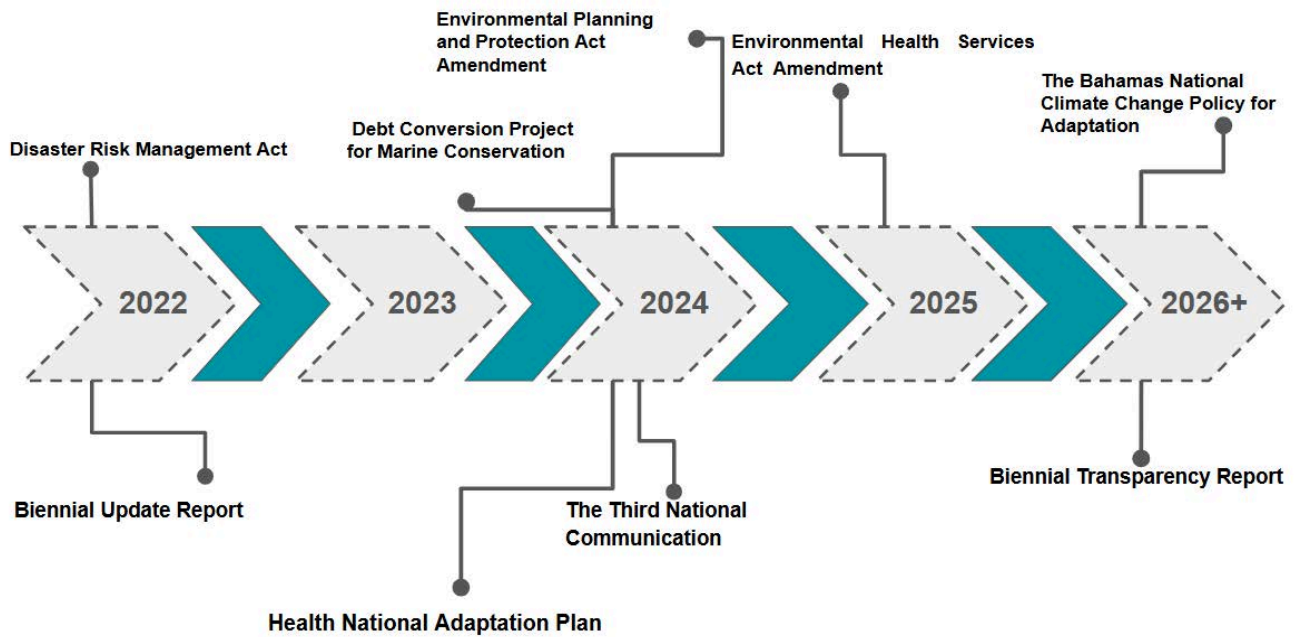 Environmental Planning
and Protection Act
Amendment
Environmental Health Services
Act Amendment
The Bahamas National
Climate Change Policy for
Adaptation
Debt Conversion Project
for Marine Conservation
Disaster Risk Management Act
2022
2023
2024
2025
2026+
Biennial Update Report
The Third National
Communication
Biennial Transparency Report
Health National Adaptation Plan